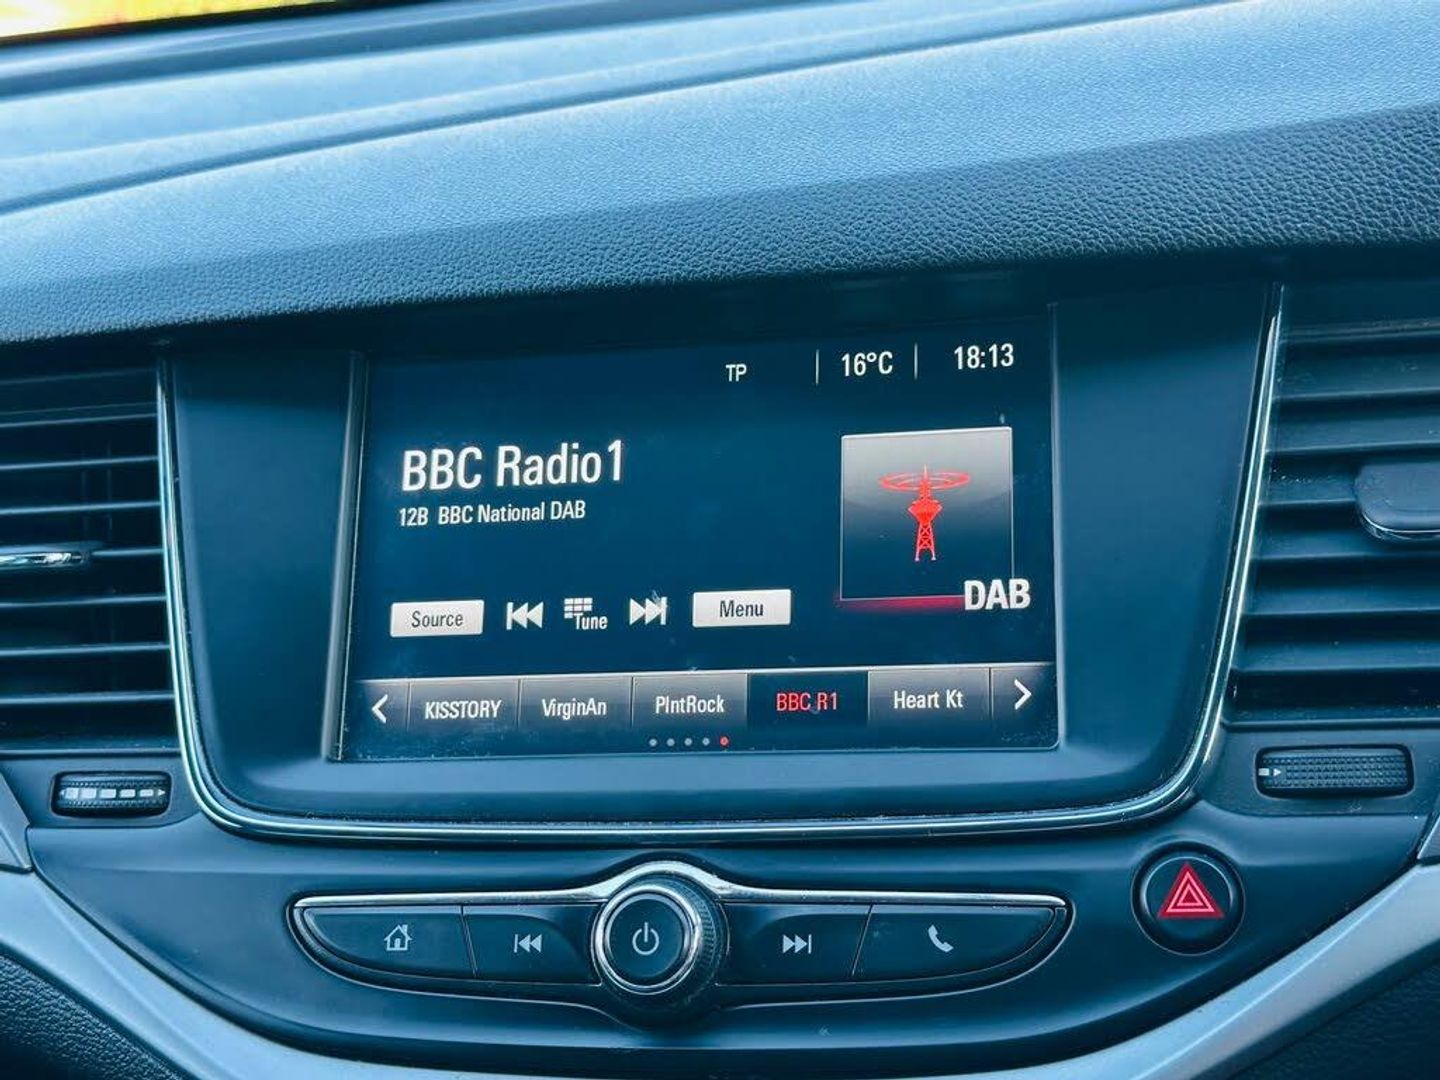 TP 16°C 18:13
BBC Radio1
12B BBC National DAB
DAB
Source Tune Menu
KISSTORY VirginAn PlntRock BBC R1 Heart Kt